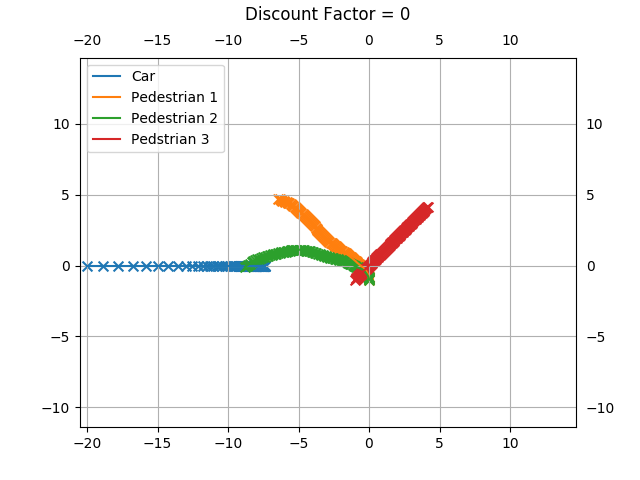 Discount Factor = 0
−20 −15 −10 −5 0 5 10
Car
Pedestrian 1
Pedestrian 2
Pedstrian 3
10 10
5 5
0 0
−5 −5
−10 −10
−20 −15 −10 −5 0 5 10